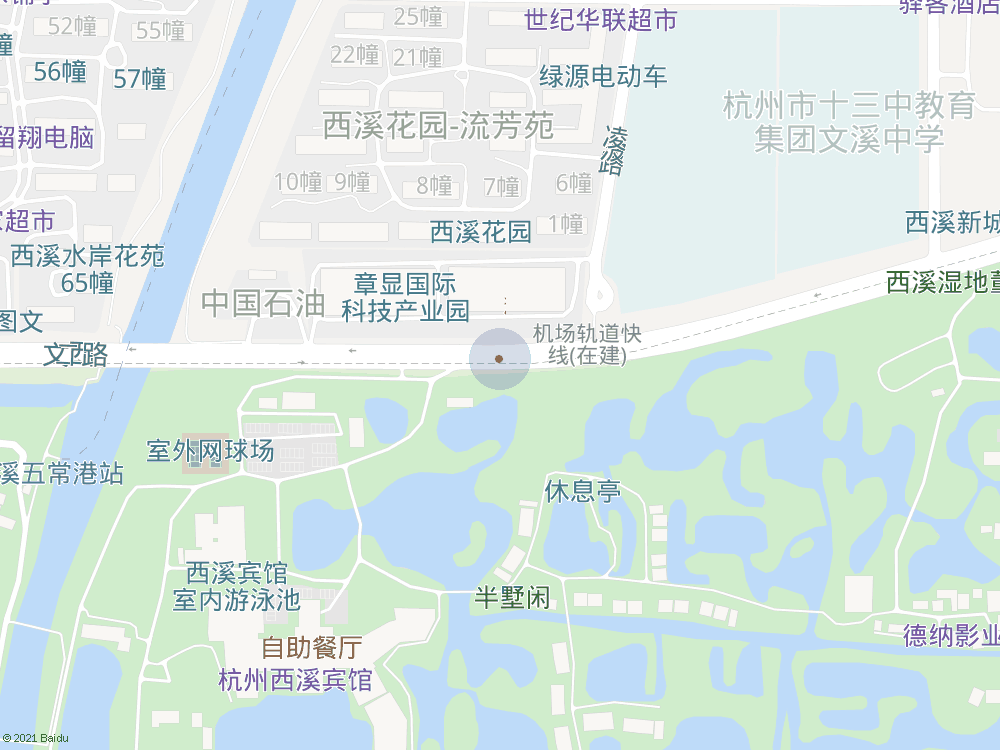 25幢
世纪华联超市
驿客酒店
52幢
55幢
22幢
21幢
56幢
57幢
绿源电动车
杭州市十三中教育
集团文溪中学
西溪花园-流芳苑
留翔电脑
凌波路
10幢
9幢
8幢
7幢
6幢
家超市
1幢
西溪花园
西溪新城
西溪水岸花苑
65幢
章显国际
科技产业园
中国石油
西溪湿地董
图文
机场轨道快
线(在建)
文二西路
室外网球场
溪五常港站
休息亭
西溪宾馆
室内游泳池
半墅闲
自助餐厅
德纳影业
杭州西溪宾馆
© 2021 Baidu